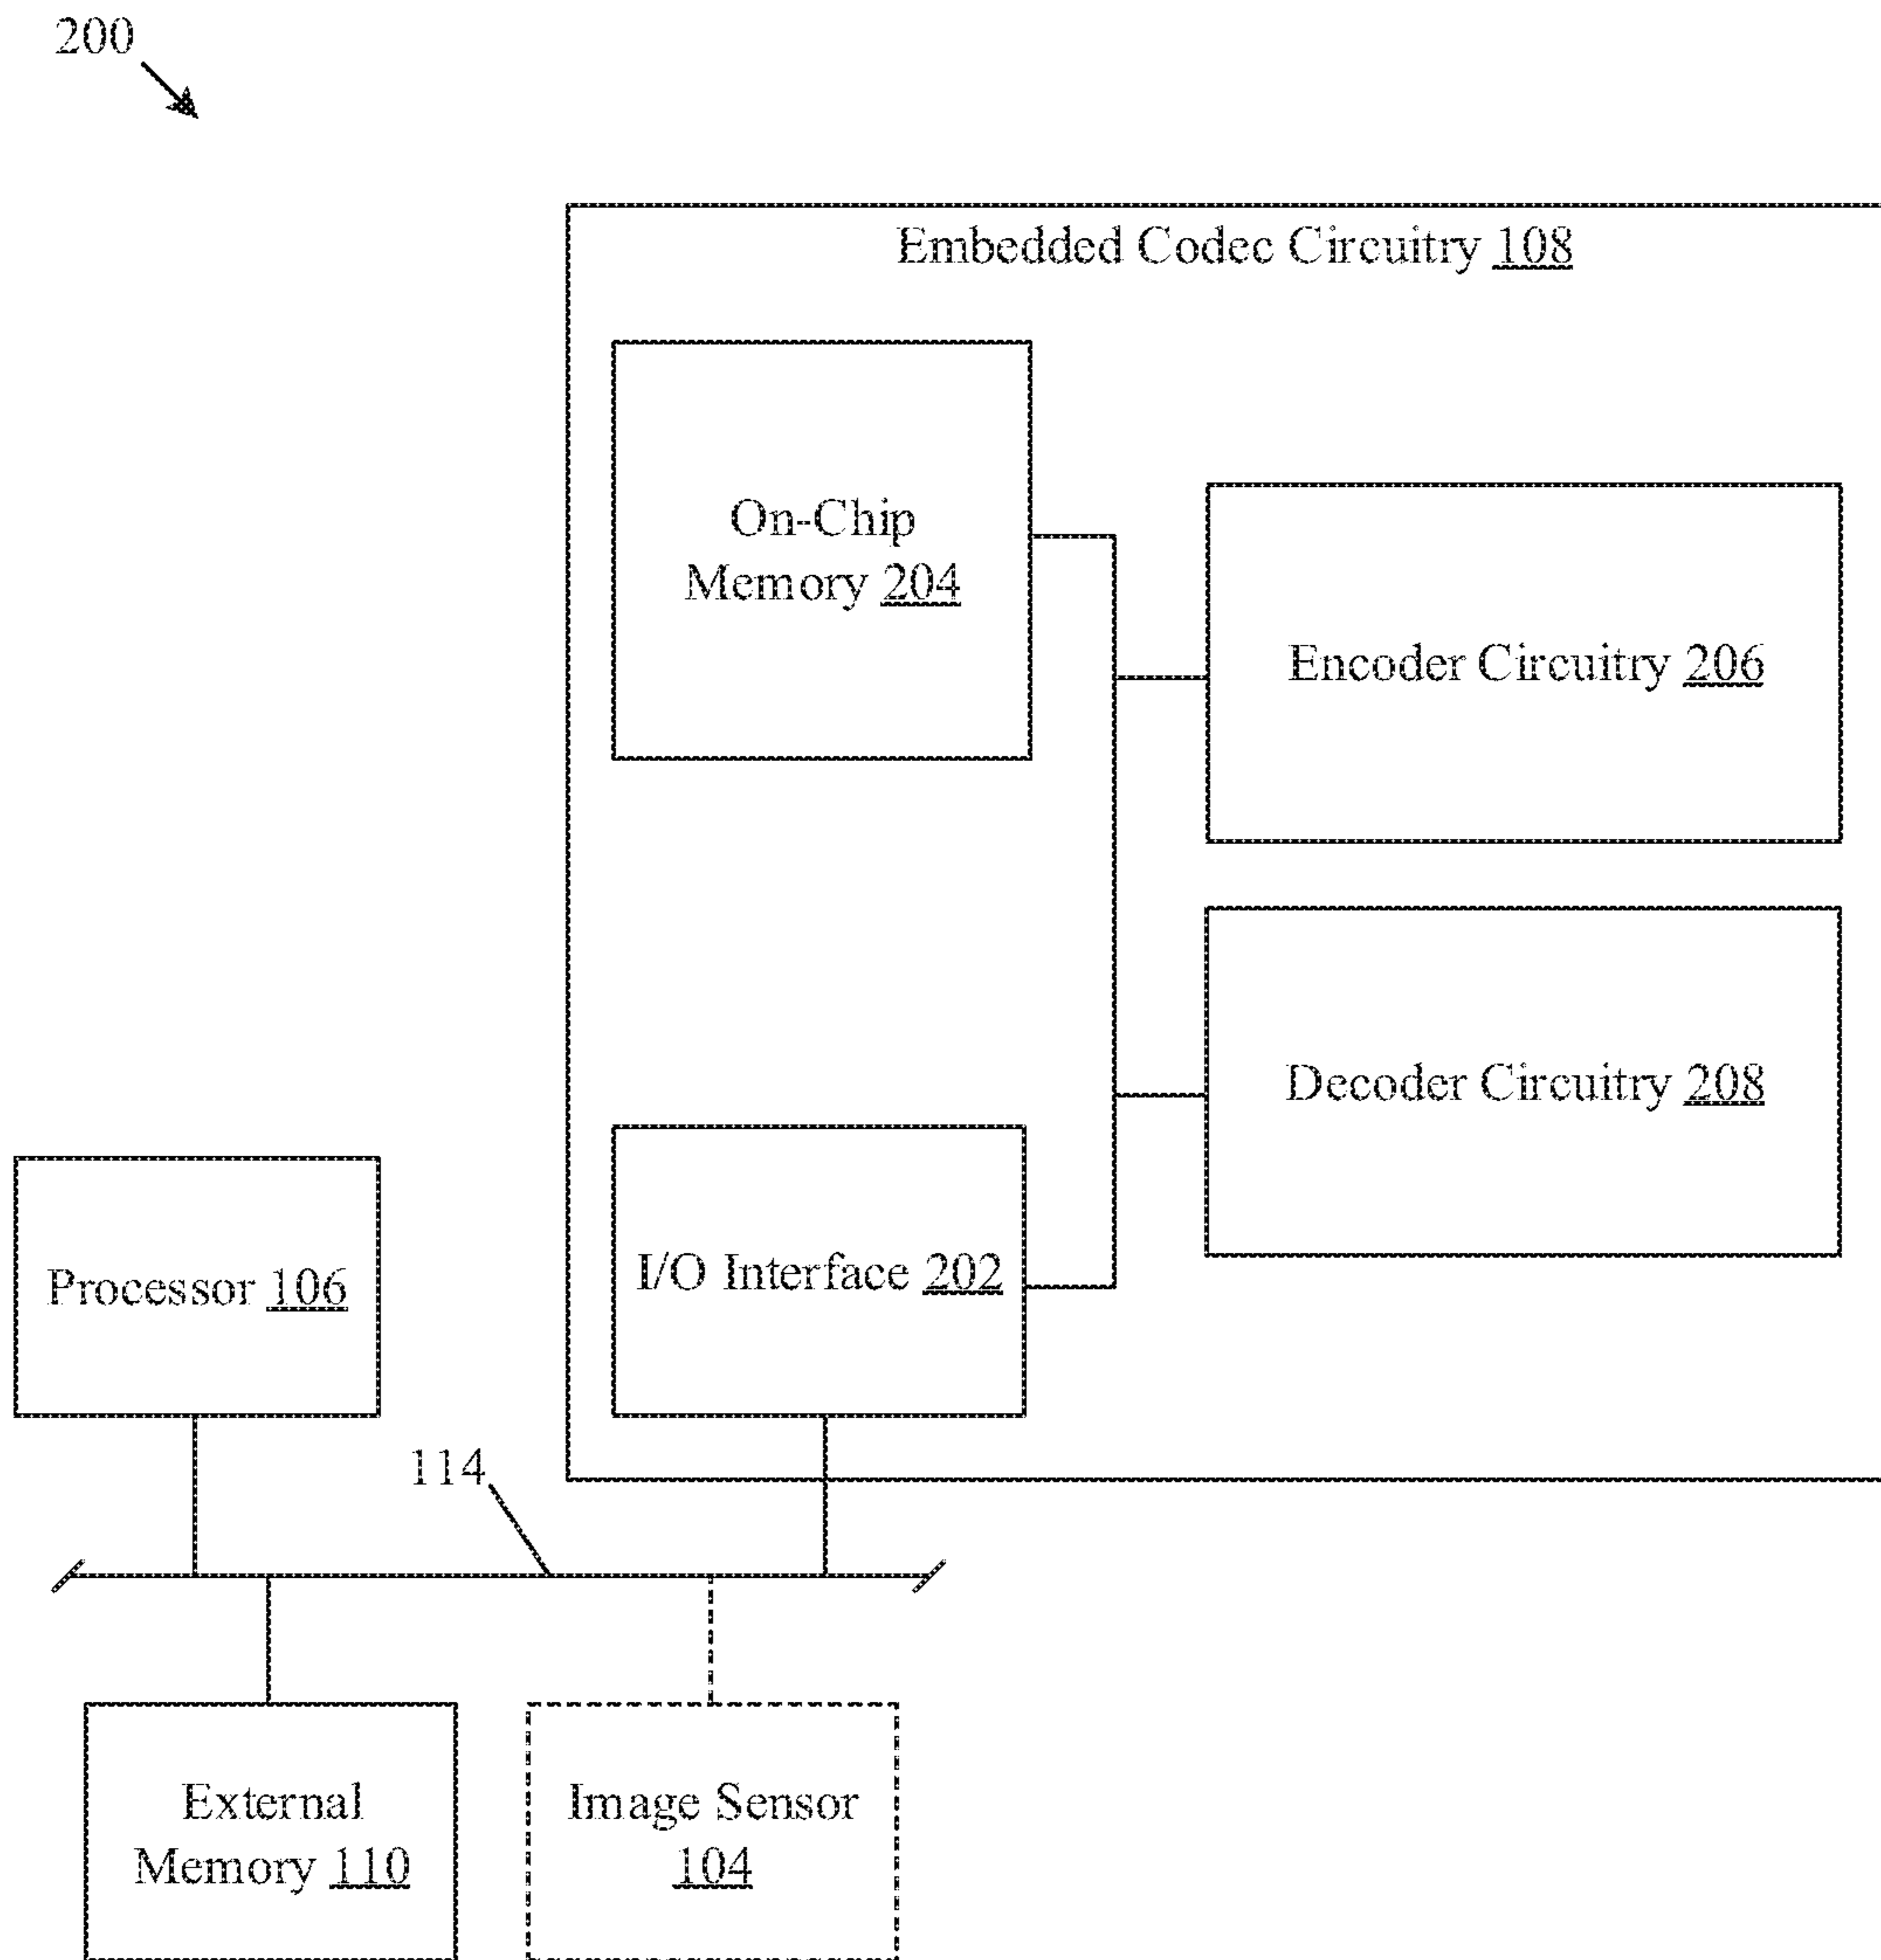 200
Embedded Codec Circuitry 108
On-Chip
Memory 204
Encoder Circuitry 206
Decoder Circuitry 208
I/O Interface 202
Processor 106
114
External
Memory 110
Image Sensor
104